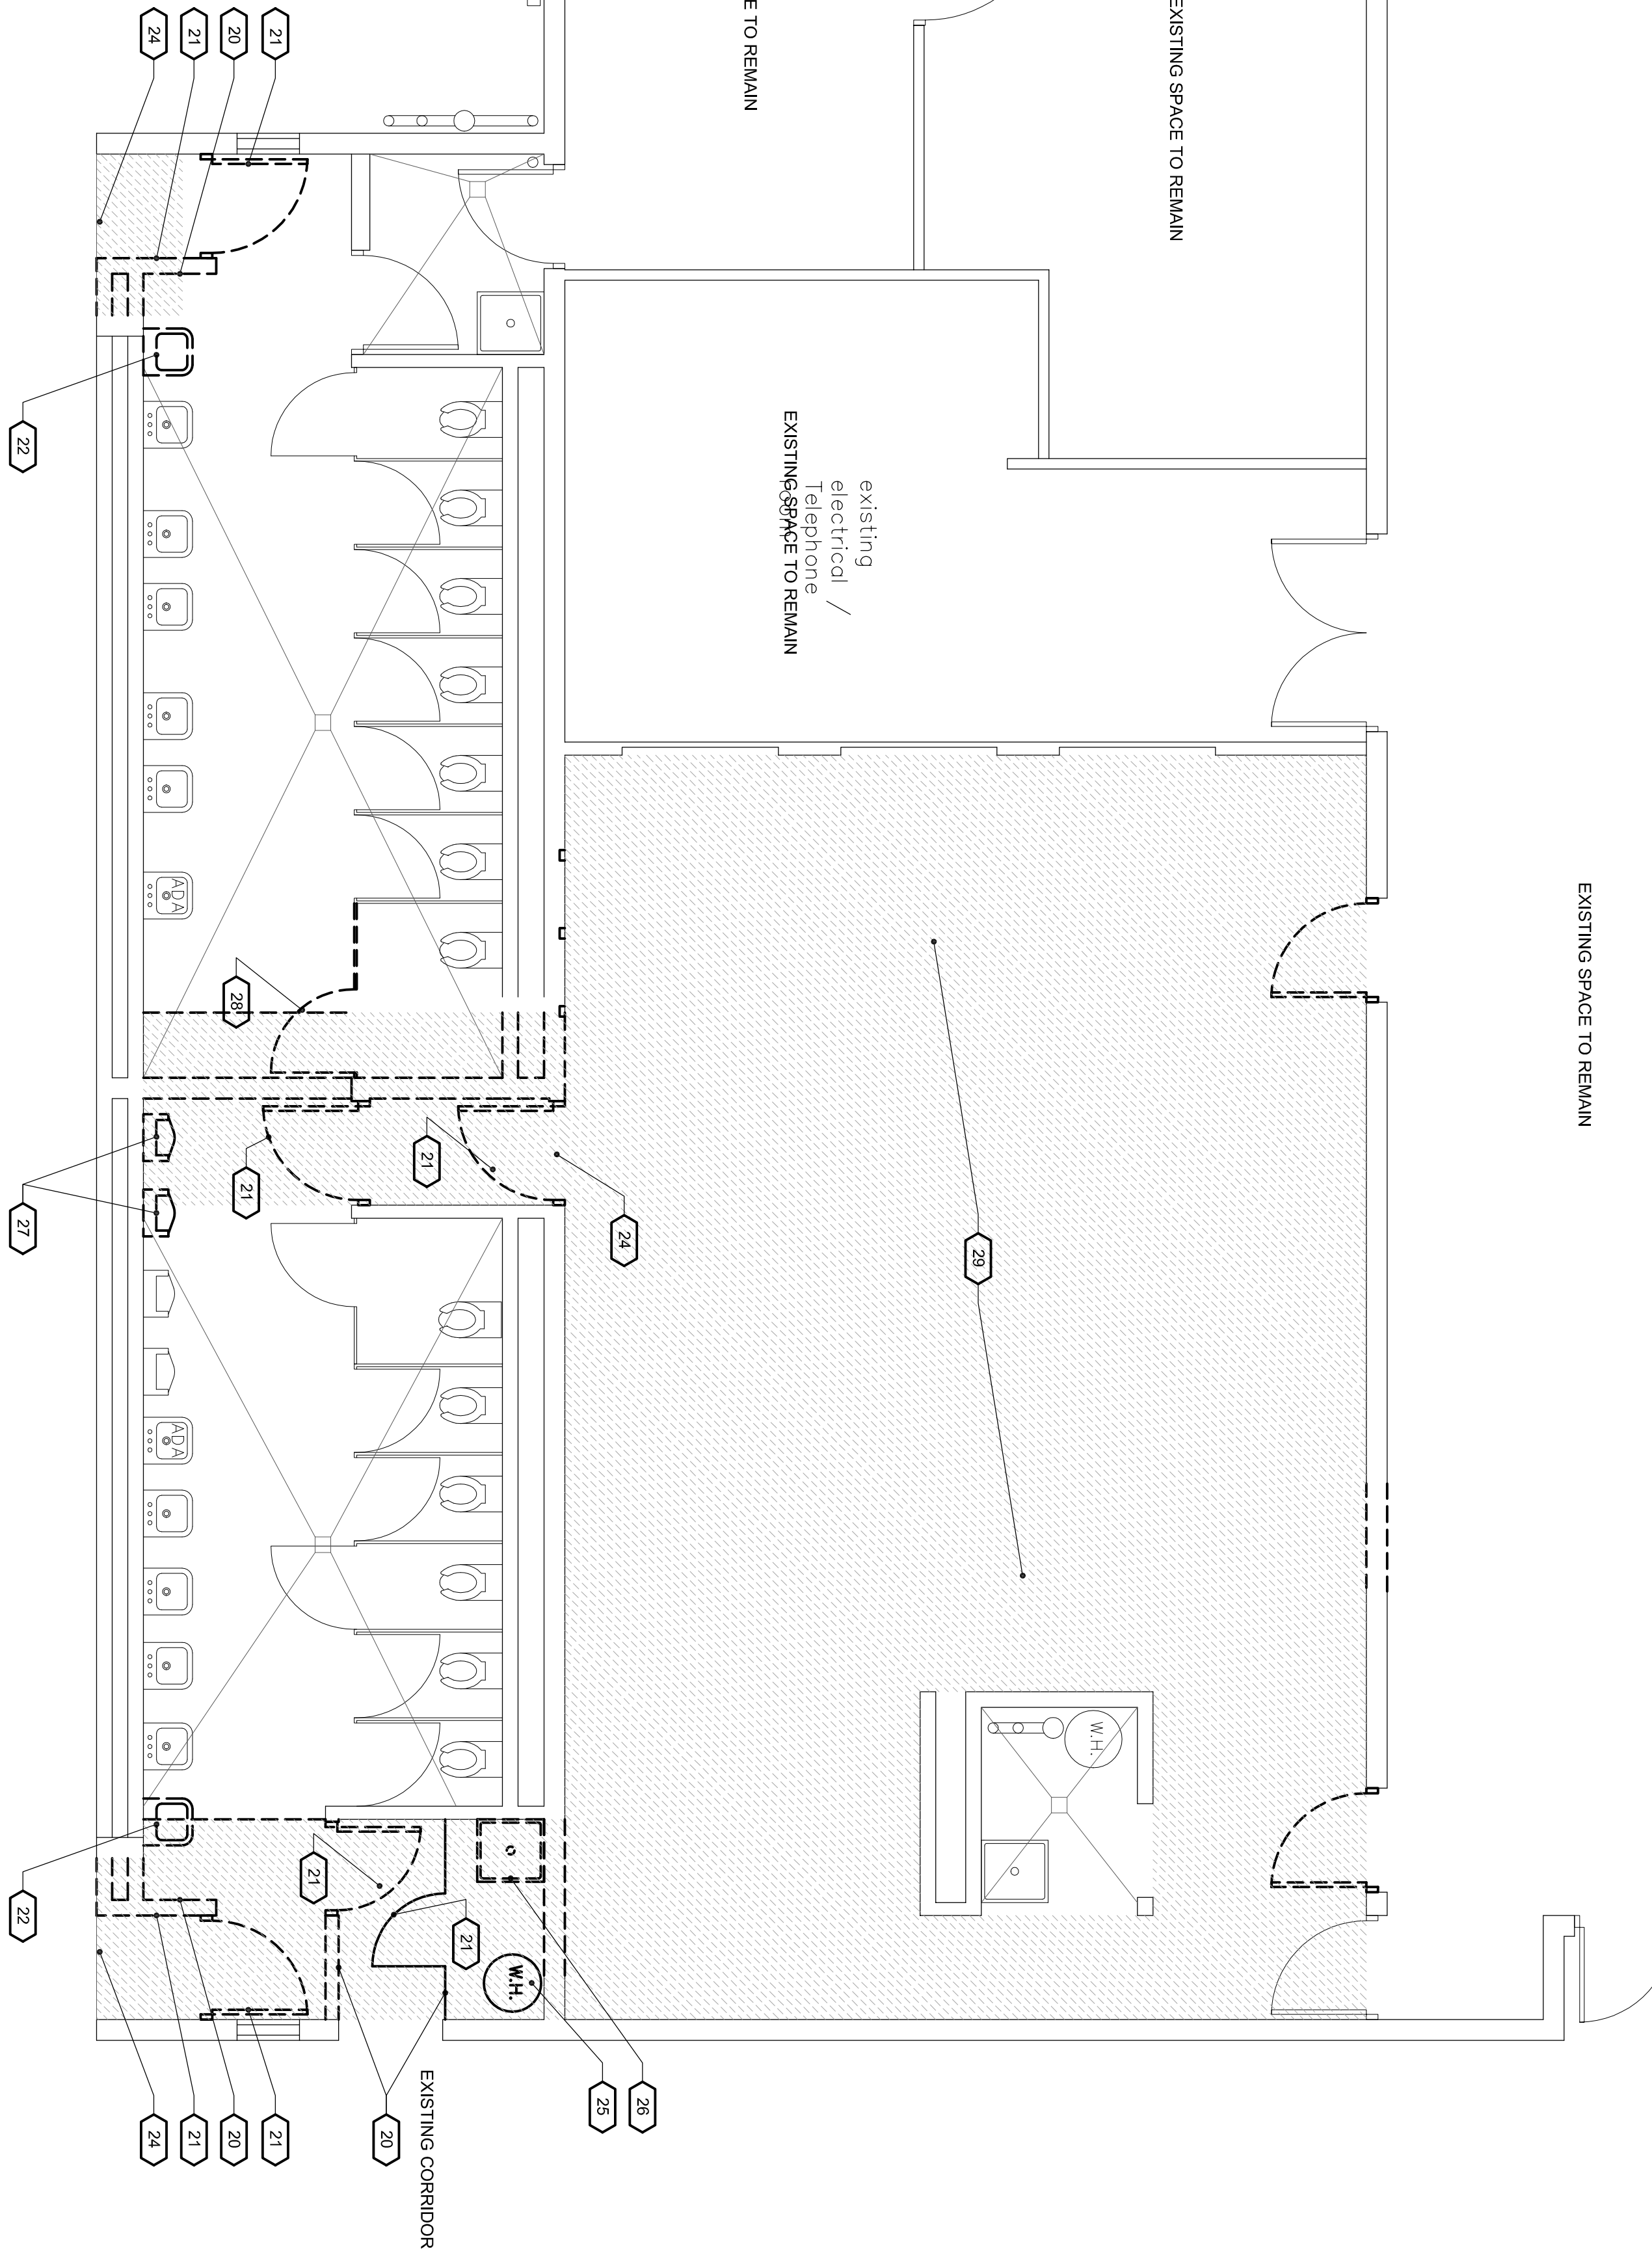 EXISTING SPACE TO REMAIN
EXISTING SPACE TO REMAIN
W.H.
29
existing
electrical /
Telephone
room
EXISTING SPACE TO REMAIN
E TO REMAIN
26
24
25
W.H.
21
21
EXISTING CORRIDOR
20
21
21
21
21
20
28
20
21
21
ADA
ADA
24
24
22
27
22